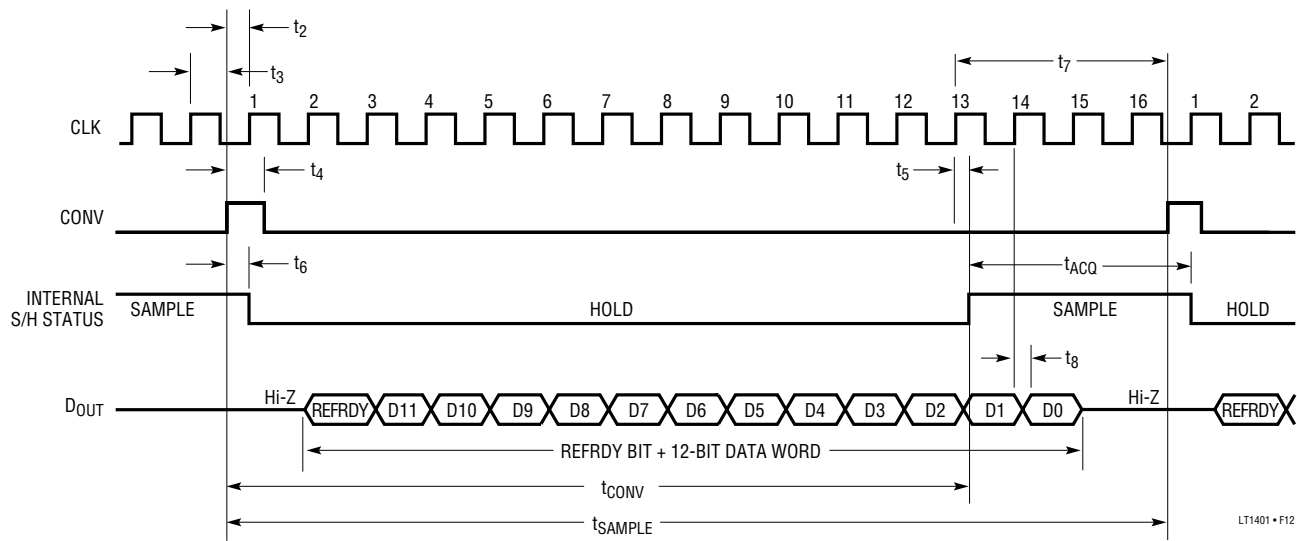 t2
t3
t7
1 2 3 4 5 6 7 8 9 10 11 12 13 14 15 16 1 2
CLK
t4
t5
CONV
t6
tACQ
INTERNAL
S/H STATUS
SAMPLE
HOLD
SAMPLE
HOLD
t8
DOUT
Hi-Z
REFRDY D11 D10 D9 D8 D7 D6 D5 D4 D3 D2 D1 D0
Hi-Z
REFRDY
REFRDY BIT + 12-BIT DATA WORD
tCONV
tSAMPLE
LT1401 • F12